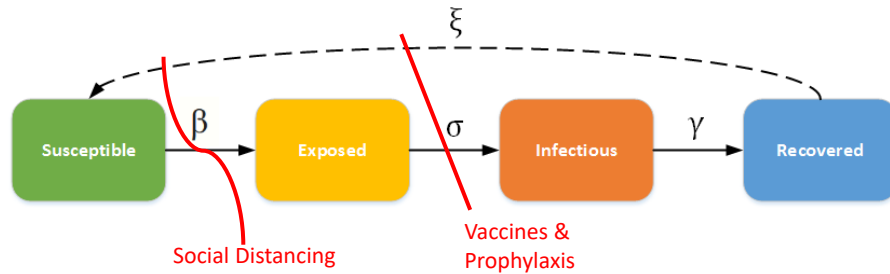 ξ
β
σ
γ
Susceptible
Exposed
Infectious
Recovered
Social Distancing
Vaccines &
Prophylaxis